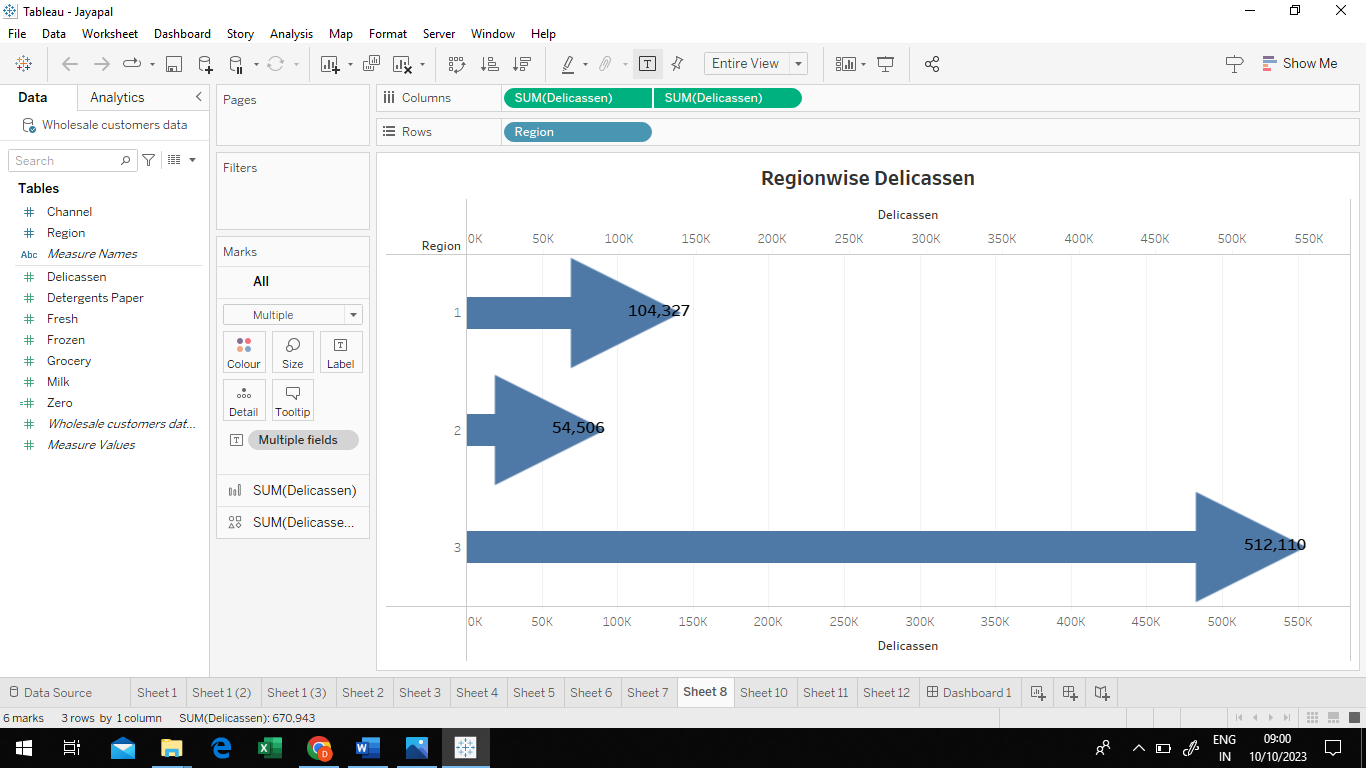 Tableau - Jayapal
File Data Worksheet Dashboard Story Analysis Map Format Server Window Help
Entire View
Show Me
Data Analytics
Wholesale customers data
Search
Tables
Channel
Region
Abc Measure Names
Delicassen
Detergents Paper
Fresh
Frozen
Grocery
Milk
Zero
Wholesale customers dat...
Measure Values
Pages
Filters
Marks
All
Multiple
Colour Size Label
Detail Tooltip
Multiple fields
SUM(Delicassen)
SUM(Delicasse...
Columns SUM(Delicassen) SUM(Delicassen)
Rows Region
Regionwise Delicassen
Delicassen
Region 0K 50K 100K 150K 200K 250K 300K 350K 400K 450K 500K 550K
1 104,327
2 54,506
3 512,110
0K 50K 100K 150K 200K 250K 300K 350K 400K 450K 500K 550K
Delicassen
Data Source Sheet 1 Sheet 1 (2) Sheet 1 (3) Sheet 2 Sheet 3 Sheet 4 Sheet 5 Sheet 6 Sheet 7 Sheet 8 Sheet 10 Sheet 11 Sheet 12 Dashboard 1
6 marks 3 rows by 1 column SUM(Delicassen): 670,943
ENG 09:00
IN 10/10/2023